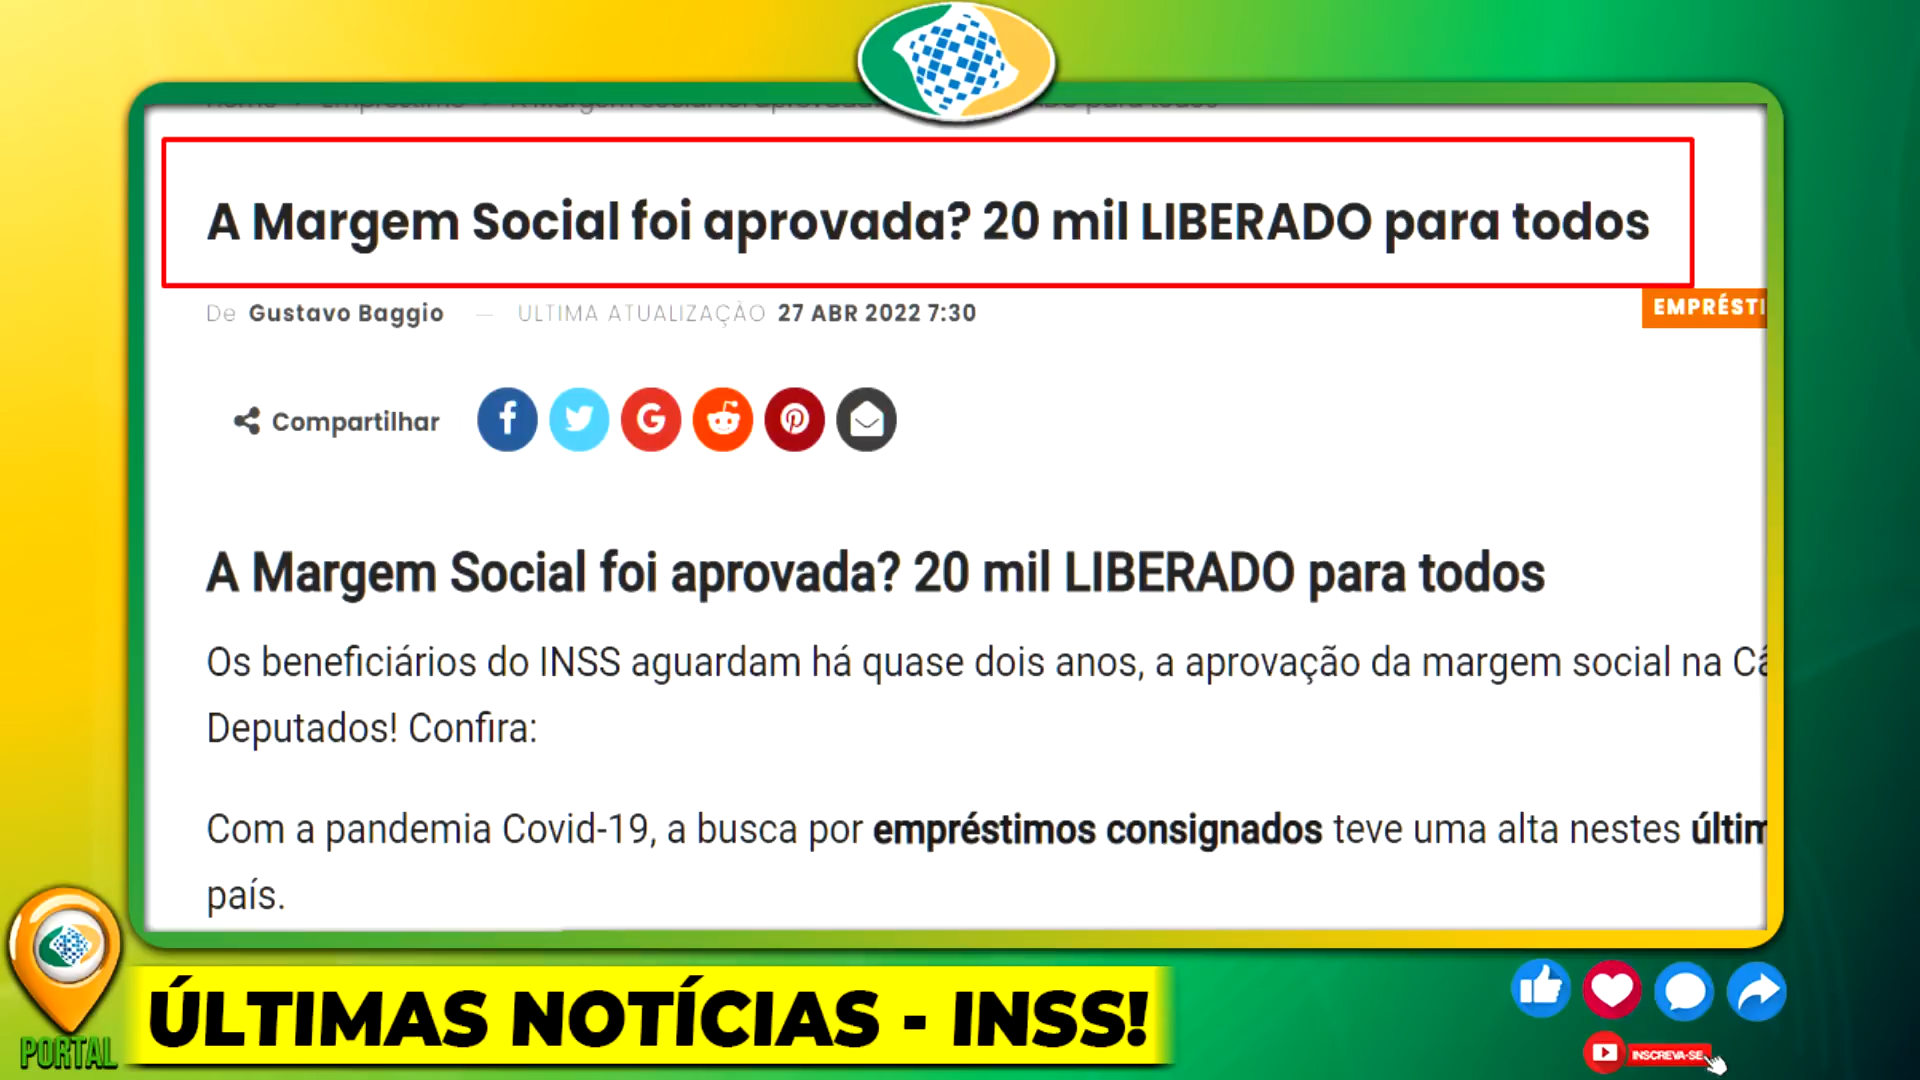 A Margem Social foi aprovada? 20 mil LIBERADO para todos
De Gustavo Baggio — ULTIMA ATUALIZAÇÃO 27 ABR 2022 7:30
EMPRÉSTI
Compartilhar
A Margem Social foi aprovada? 20 mil LIBERADO para todos
Os beneficiários do INSS aguardam há quase dois anos, a aprovação da margem social na Câ
Deputados! Confira:
Com a pandemia Covid-19, a busca por empréstimos consignados teve uma alta nestes últim
país.
PORTAL
ÚLTIMAS NOTÍCIAS - INSS!
INSCREVA-SE